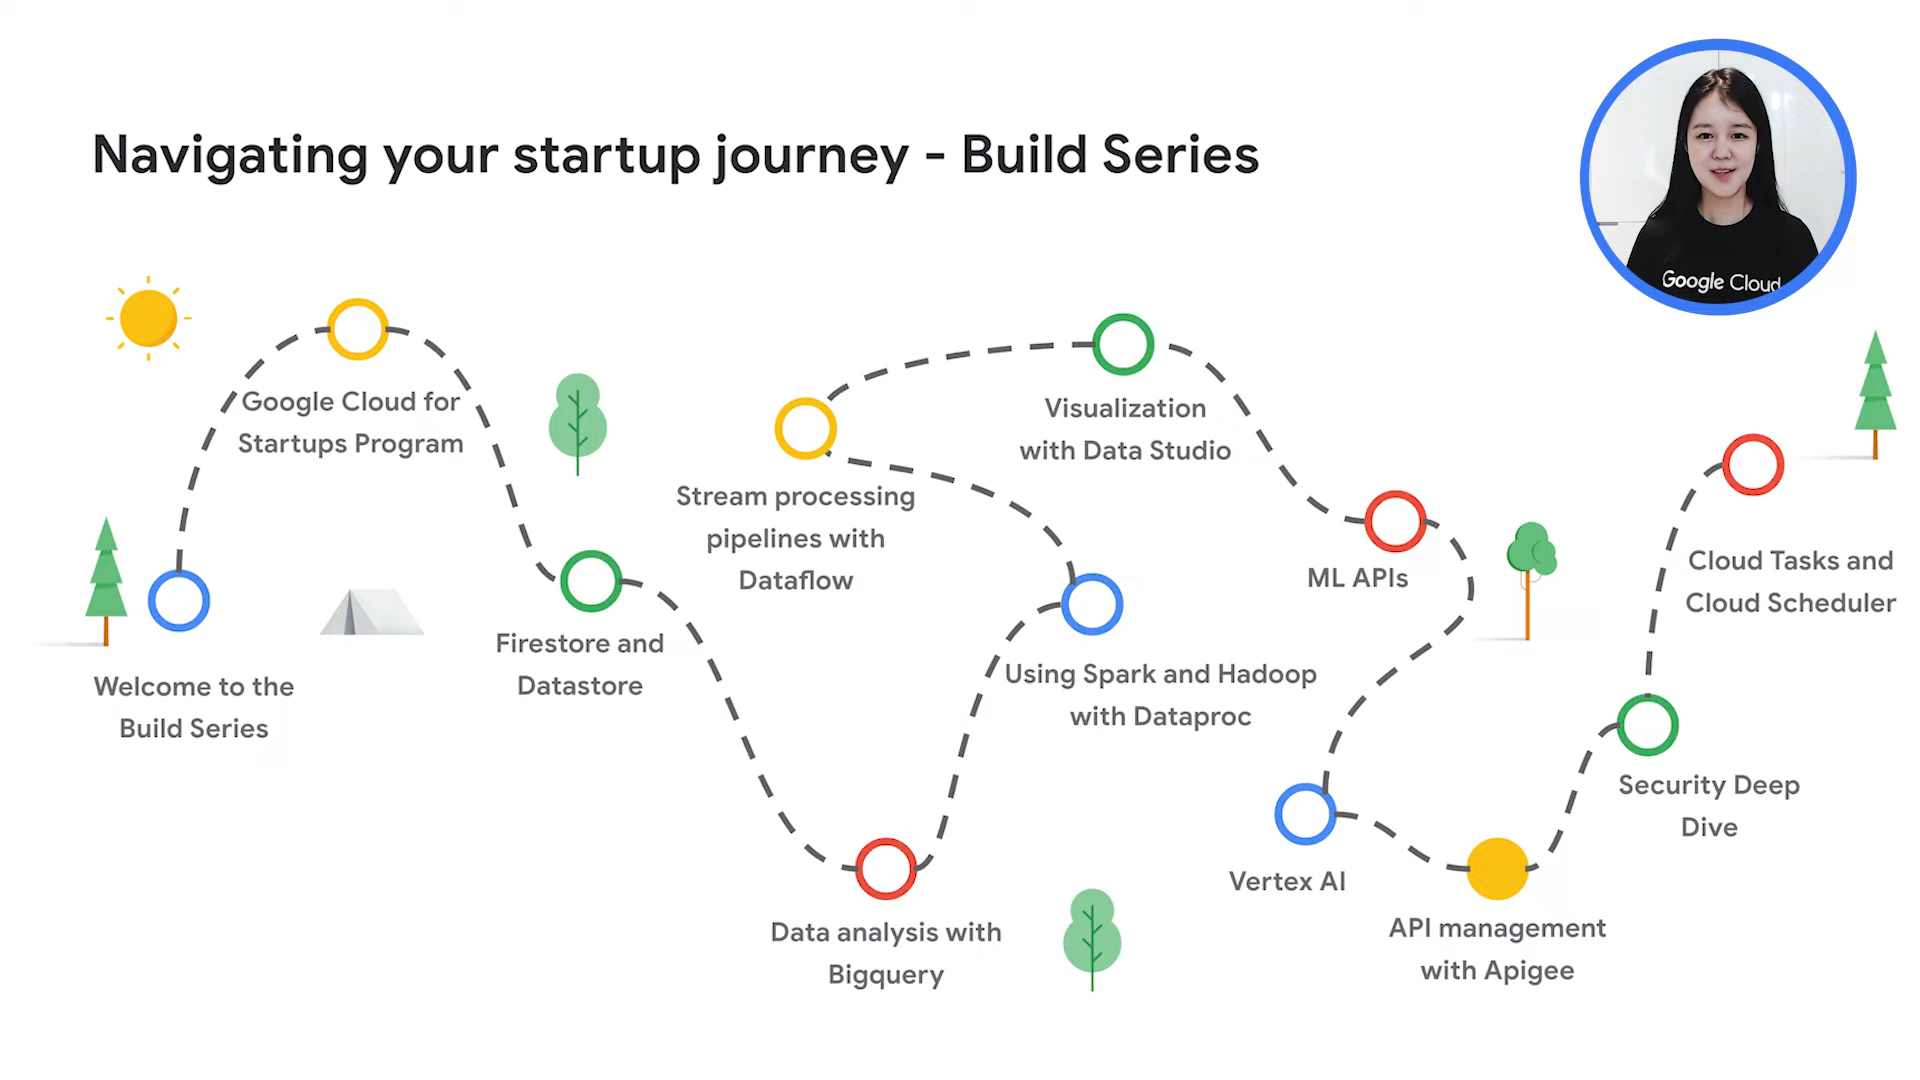 Navigating your startup journey - Build Series
Google Cloud
Welcome to the
Build Series
Google Cloud for
Startups Program
Firestore and
Datastore
Data analysis with
Bigquery
Using Spark and Hadoop
with Dataproc
Stream processing
pipelines with
Dataflow
Visualization
with Data Studio
ML APIs
Vertex AI
API management
with Apigee
Security Deep
Dive
Cloud Tasks and
Cloud Scheduler